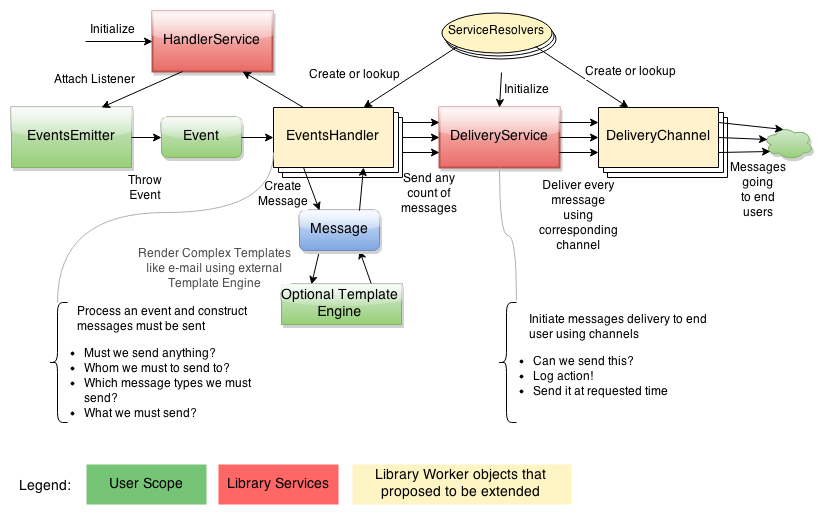 Initialize
HandlerService
ServiceResolvers
Attach Listener
Create or lookup
Initialize
Create or lookup
EventsEmitter
Event
EventsHandler
DeliveryService
DeliveryChannel
Throw
Event
Create
Message
Send any
count of
messages
Deliver every
mressage
using
corresponding
channel
Messages
going
to end
users
Message
Render Complex Templates
like e-mail using external
Template Engine
Optional Template
Engine
Process an event and construct
messages must be sent
• Must we send anything?
• Whom we must to send to?
• Which message types we must
send?
• What we must send?
Initiate messages delivery to end
user using channels
• Can we send this?
• Log action!
• Send it at requested time
Legend:
User Scope
Library Services
Library Worker objects that
proposed to be extended